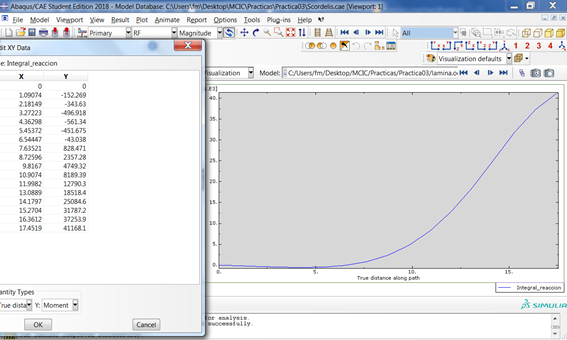 Abaqus/CAE Student Edition 2018 - Model Database: C:\Users\fm\Desktop\MCIC\Practicas\Practica03\Scordelis.cae [Viewport: 1]
File Model Viewport View Result Plot Animate Report Options Tools Plug-ins Help
Primary RF Magnitude All
1 2 3 4
Visualization defaults
dit XY Data
e: Integral_reaccion
Visualization Model: C:/Users/fm/Desktop/MCIC/Practicas/Practica03/lamina.o
X Y
0 0
1.09074 -152.269
2.18149 -343.63
3.27223 -496.918
4.36298 -561.34
5.45372 -451.675
6.54447 -43.038
7.63521 828.471
8.72596 2357.28
9.8167 4749.32
10.9074 8189.39
11.9982 12790.3
13.0889 18518.4
14.1797 25084.6
15.2704 31787.2
16.3612 37253.9
17.4519 41168.1
antity Types
rue dista Y: Moment
OK Cancel
.E3]
40.
35.
30.
25.
20.
15.
10.
5.
0.
0. 5. 10. 15.
True distance along path
Integral_reaccion
SIMULIA
for analysis.
successfully.